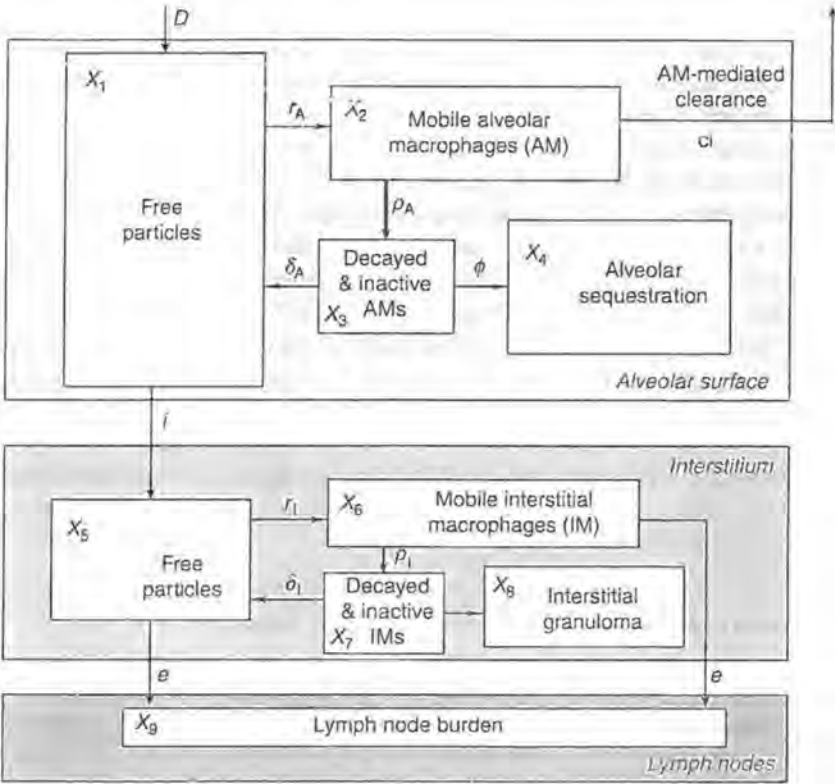 D
X1
rA
X2
Mobile alveolar
macrophages (AM)
AM-mediated
clearance
cl
Free
particles
ρA
δA
Decayed
& inactive
AMs
X3
ϕ
X4
Alveolar
sequestration
Alveolar surface
i
Interstitium
X5
Free
particles
rI
X6
Mobile interstitial
macrophages (IM)
ρI
δI
Decayed
& inactive
X7 IMs
X8
Interstitial
granuloma
e
e
X9
Lymph node burden
Lymph nodes